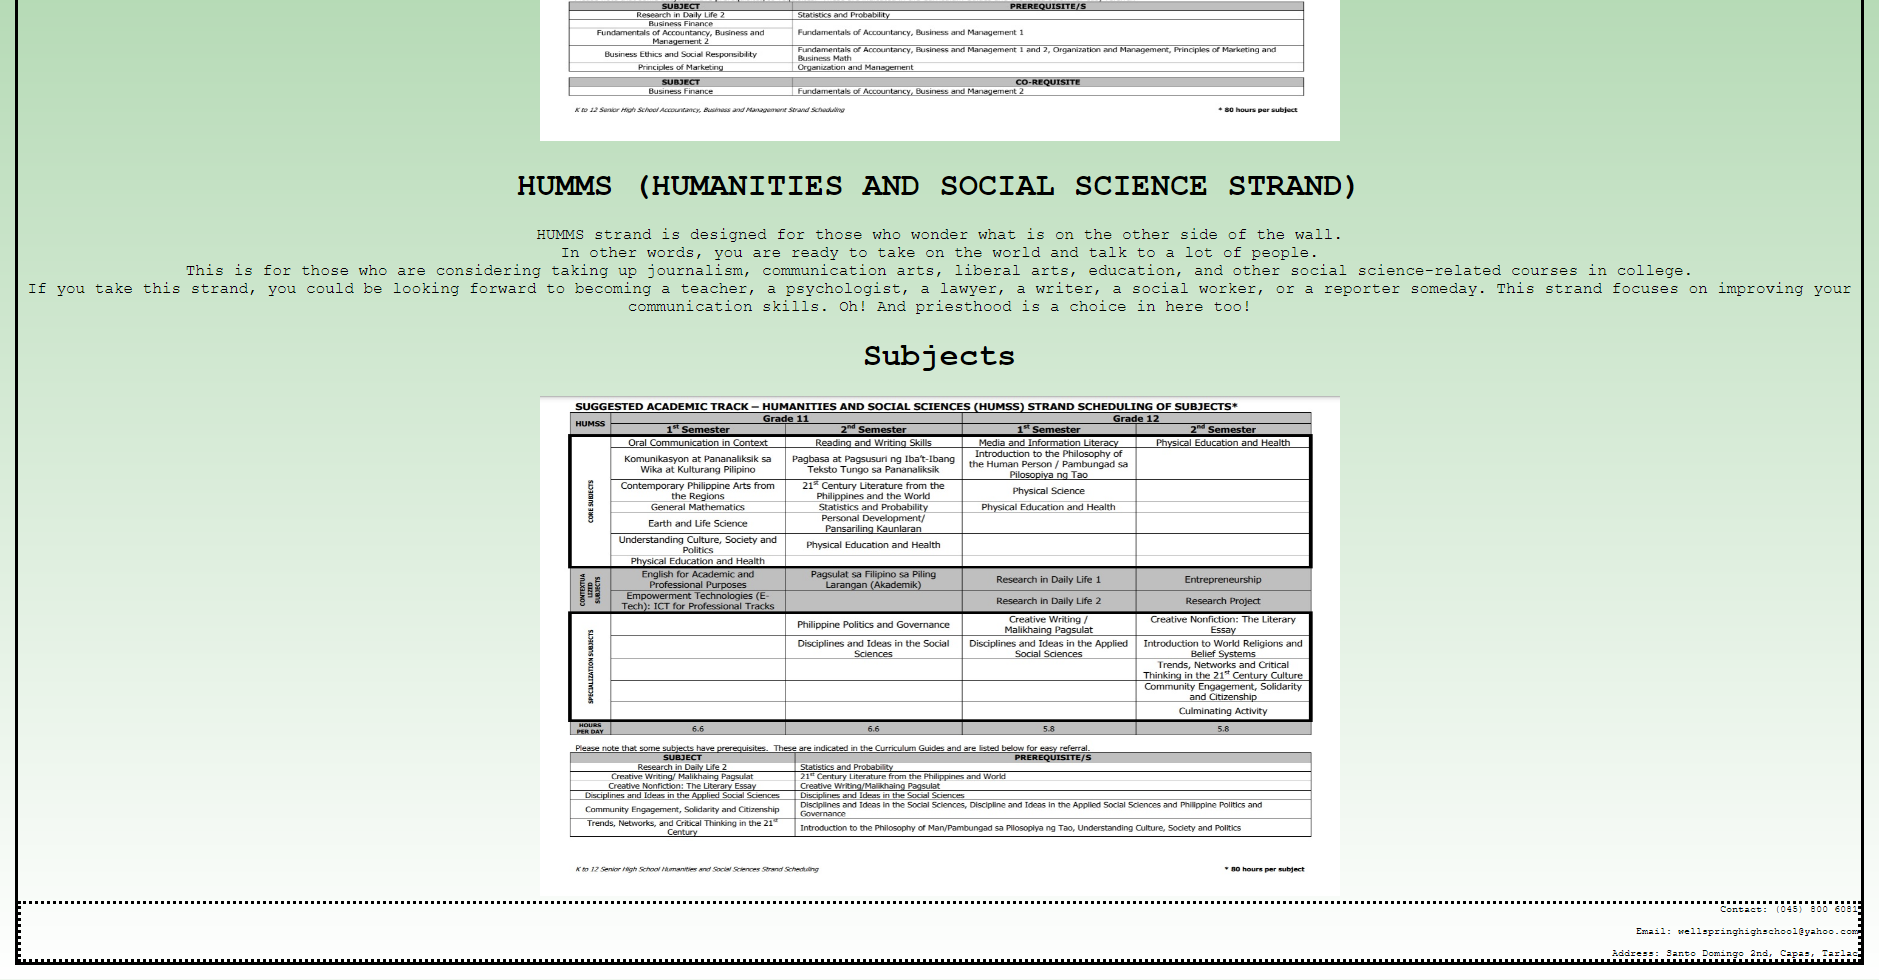 SUBJECT PREREQUISITE/S
Research in Daily Life 2 Statistics and Probability
Business Finance
Fundamentals of Accountancy, Business and Management 2 Fundamentals of Accountancy, Business and Management 1
Business Ethics and Social Responsibility Fundamentals of Accountancy, Business and Management 1 and 2, Organization and Management, Principles of Marketing and Business Math
Principles of Marketing Organization and Management
SUBJECT CO-REQUISITE
Business Finance Fundamentals of Accountancy, Business and Management 2
K to 12 Senior High School Accountancy, Business and Management Strand Scheduling * 80 hours per subject
HUMMS (HUMANITIES AND SOCIAL SCIENCE STRAND)
HUMMS strand is designed for those who wonder what is on the other side of the wall.
In other words, you are ready to take on the world and talk to a lot of people.
This is for those who are considering taking up journalism, communication arts, liberal arts, education, and other social science-related courses in college.
If you take this strand, you could be looking forward to becoming a teacher, a psychologist, a lawyer, a writer, a social worker, or a reporter someday. This strand focuses on improving your
communication skills. Oh! And priesthood is a choice in here too!
Subjects
SUGGESTED ACADEMIC TRACK – HUMANITIES AND SOCIAL SCIENCES (HUMSS) STRAND SCHEDULING OF SUBJECTS*
HUMSS Grade 11 Grade 12
1st Semester 2nd Semester 1st Semester 2nd Semester
CORE SUBJECTS
Oral Communication in Context Reading and Writing Skills Media and Information Literacy Physical Education and Health
Komunikasyon at Pananaliksik sa Wika at Kulturang Pilipino Pagbasa at Pagsusuri ng Iba't-Ibang Teksto Tungo sa Pananaliksik Introduction to the Philosophy of the Human Person / Pambungad sa Pilosopiya ng Tao
Contemporary Philippine Arts from the Regions 21st Century Literature from the Philippines and the World Physical Science
General Mathematics Statistics and Probability Physical Education and Health
Earth and Life Science Personal Development/ Pansariling Kaunlaran
Understanding Culture, Society and Politics Physical Education and Health
Physical Education and Health
CONTEXTUALIZED SUBJECTS
English for Academic and Professional Purposes Pagsulat sa Filipino sa Piling Larangan (Akademik) Research in Daily Life 1 Entrepreneurship
Empowerment Technologies (E-Tech): ICT for Professional Tracks Research in Daily Life 2 Research Project
SPECIALIZATION SUBJECTS
Philippine Politics and Governance Creative Writing / Malikhaing Pagsulat Creative Nonfiction: The Literary Essay
Disciplines and Ideas in the Social Sciences Disciplines and Ideas in the Applied Social Sciences Introduction to World Religions and Belief Systems
Trends, Networks and Critical Thinking in the 21st Century Culture
Community Engagement, Solidarity and Citizenship
Culminating Activity
HOURS PER DAY 6.6 6.6 5.8 5.8
Please note that some subjects have prerequisites. These are indicated in the Curriculum Guides and are listed below for easy referral.
SUBJECT PREREQUISITE/S
Research in Daily Life 2 Statistics and Probability
Creative Writing/ Malikhaing Pagsulat 21st Century Literature from the Philippines and World
Creative Nonfiction: The Literary Essay Creative Writing/Malikhaing Pagsulat
Disciplines and Ideas in the Applied Social Sciences Disciplines and Ideas in the Social Sciences
Community Engagement, Solidarity and Citizenship Disciplines and Ideas in the Social Sciences, Discipline and Ideas in the Applied Social Sciences and Philippine Politics and Governance
Trends, Networks, and Critical Thinking in the 21st Century Introduction to the Philosophy of Man/Pambungad sa Pilosopiya ng Tao, Understanding Culture, Society and Politics
K to 12 Senior High School Humanities and Social Sciences Strand Scheduling * 80 hours per subject
Contact: (045) 800 6081
Email: wellspringhighschool@yahoo.com
Address: Santo Domingo 2nd, Capas, Tarlac